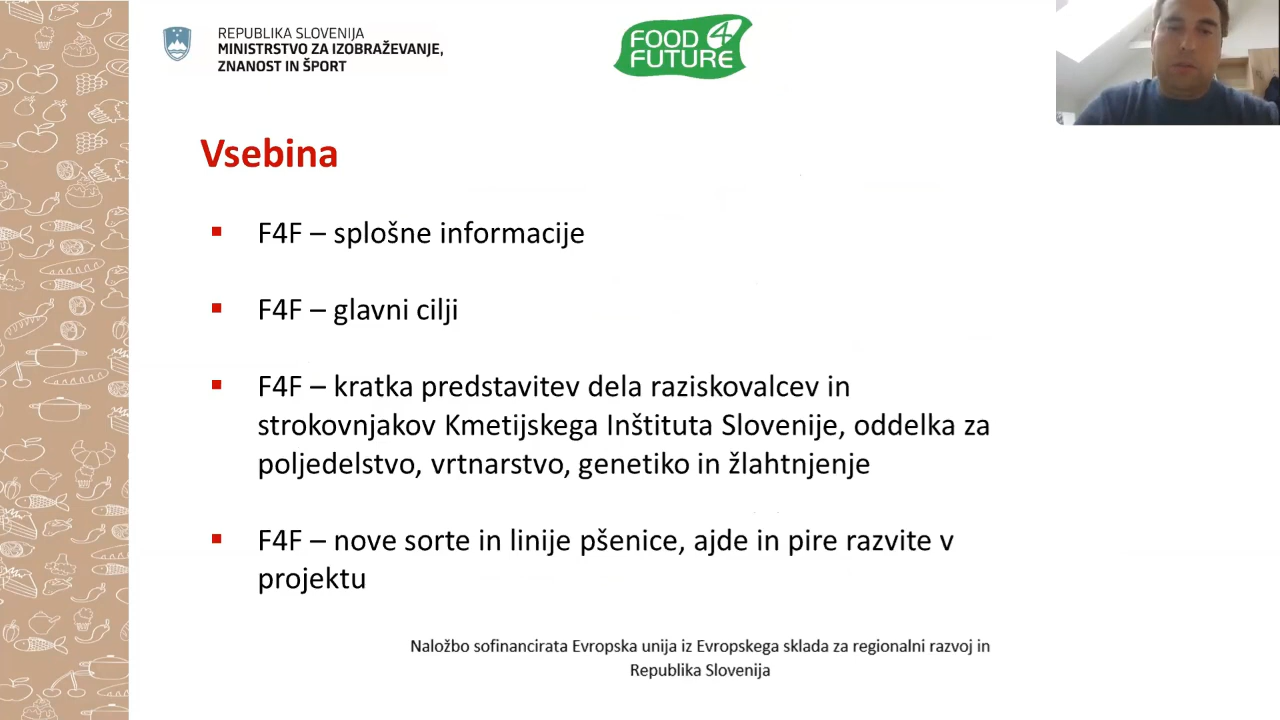 REPUBLIKA SLOVENIJA
MINISTRSTVO ZA IZOBRAŽEVANJE,
ZNANOST IN ŠPORT
FOOD 4
FUTURE
Vsebina
F4F – splošne informacije
F4F – glavni cilji
F4F – kratka predstavitev dela raziskovalcev in
strokovnjakov Kmetijskega Inštituta Slovenije, oddelka za
poljedelstvo, vrtnarstvo, genetiko in žlahtnjenje
F4F – nove sorte in linije pšenice, ajde in pire razvite v
projektu
Naložbo sofinancirata Evropska unija iz Evropskega sklada za regionalni razvoj in
Republika Slovenija